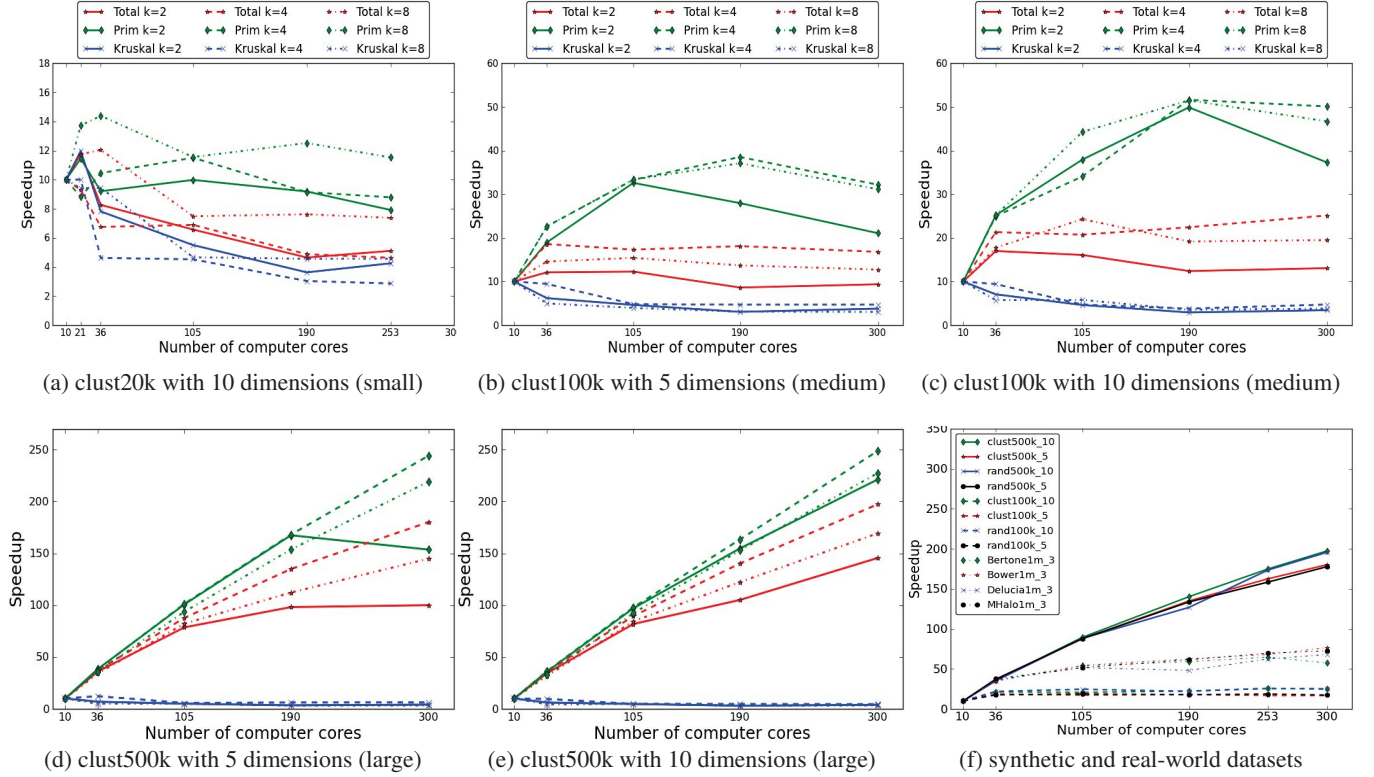 Total k=2 Total k=4 Total k=8
Prim k=2 Prim k=4 Prim k=8
Kruskal k=2 Kruskal k=4 Kruskal k=8
18
16
14
12
10
8
6
4
2
0
Speedup
10 21 36 105 190 253 30
Number of computer cores
(a) clust20k with 10 dimensions (small)
Total k=2 Total k=4 Total k=8
Prim k=2 Prim k=4 Prim k=8
Kruskal k=2 Kruskal k=4 Kruskal k=8
60
50
40
30
20
10
0
Speedup
10 36 105 190 300
Number of computer cores
(b) clust100k with 5 dimensions (medium)
Total k=2 Total k=4 Total k=8
Prim k=2 Prim k=4 Prim k=8
Kruskal k=2 Kruskal k=4 Kruskal k=8
60
50
40
30
20
10
0
Speedup
10 36 105 190 300
Number of computer cores
(c) clust100k with 10 dimensions (medium)
250
200
150
100
50
0
Speedup
10 36 105 190 300
Number of computer cores
(d) clust500k with 5 dimensions (large)
250
200
150
100
50
0
Speedup
10 36 105 190 300
Number of computer cores
(e) clust500k with 10 dimensions (large)
350
300
250
200
150
100
50
0
Speedup
clust500k_10
clust500k_5
rand500k_10
rand500k_5
clust100k_10
clust100k_5
rand100k_10
rand100k_5
Bertone1m_3
Bower1m_3
Delucia1m_3
MHalo1m_3
10 36 105 190 253 300
Number of computer cores
(f) synthetic and real-world datasets